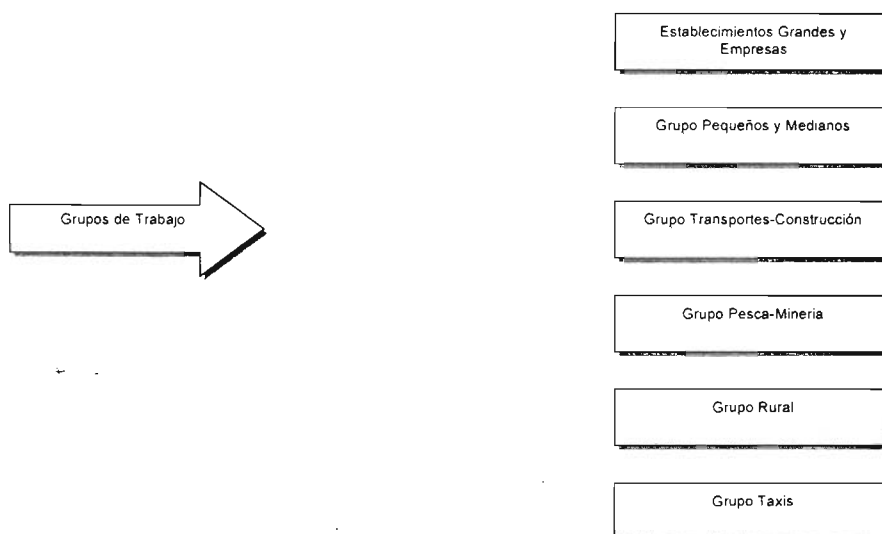 Establecimientos Grandes y
Empresas
Grupo Pequeños y Medianos
Grupos de Trabajo
Grupo Transportes-Construcción
Grupo Pesca-Mineria
Grupo Rural
Grupo Taxis